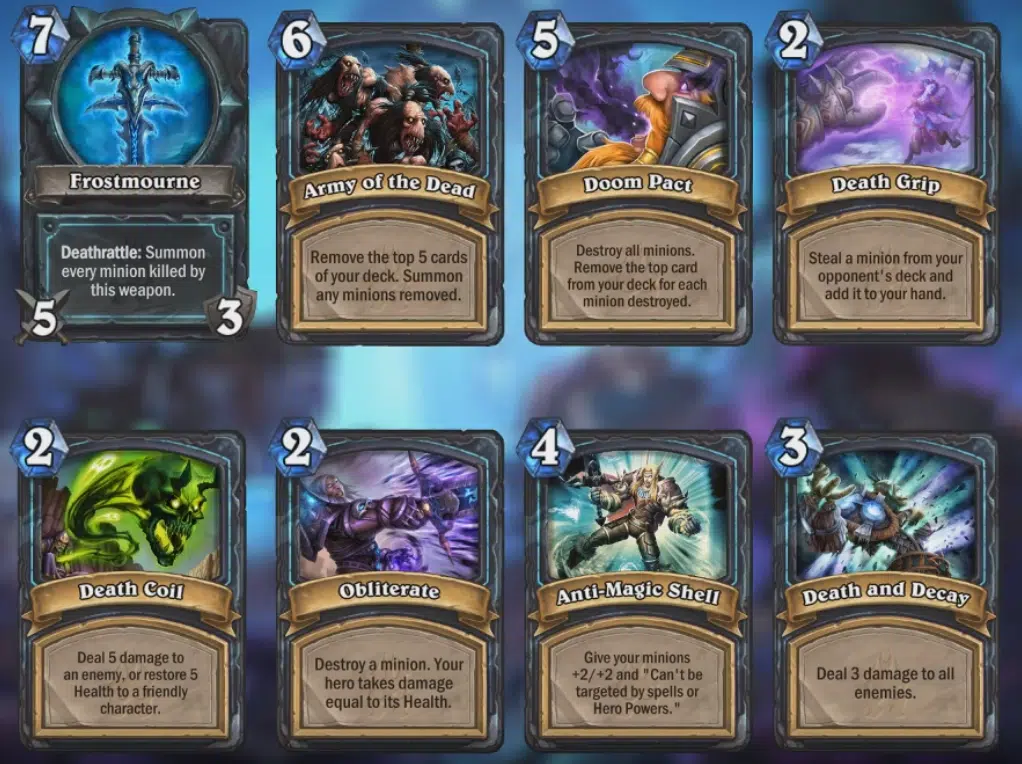 7
Frostmourne
Deathrattle: Summon
every minion killed by
this weapon.
5
3
6
Army of the Dead
Remove the top 5 cards
of your deck. Summon
any minions removed.
5
Doom Pact
Destroy all minions.
Remove the top card
from your deck for each
minion destroyed.
2
Death Grip
Steal a minion from your
opponent's deck and
add it to your hand.
2
Death Coil
Deal 5 damage to
an enemy, or restore 5
Health to a friendly
character.
2
Obliterate
Destroy a minion. Your
hero takes damage
equal to its Health.
4
Anti-Magic Shell
Give your minions
+2/+2 and "Can't be
targeted by spells or
Hero Powers."
3
Death and Decay
Deal 3 damage to all
enemies.